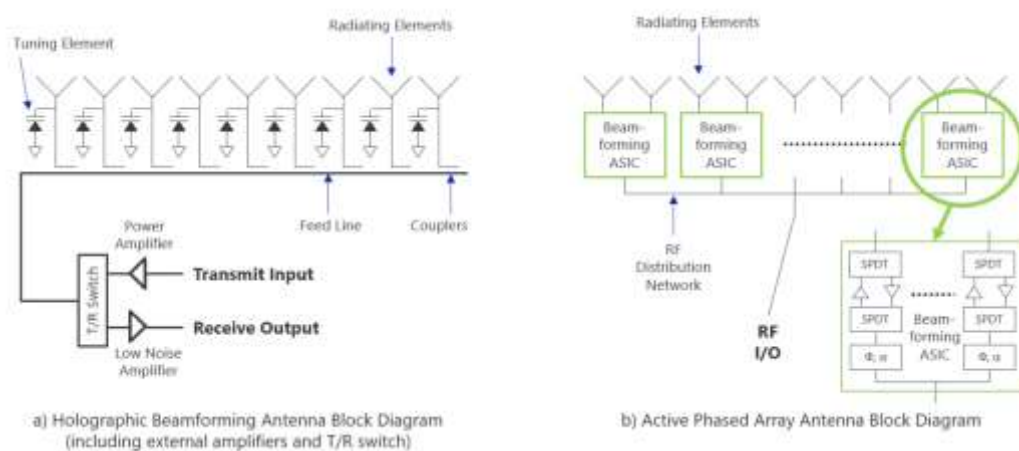 Tuning Element
Radiating Elements
Feed Line
Couplers
Power
Amplifier
Transmit Input
T/R Switch
Receive Output
Low Noise
Amplifier
a) Holographic Beamforming Antenna Block Diagram
(including external amplifiers and T/R switch)
Radiating Elements
Beam-
forming
ASIC
Beam-
forming
ASIC
Beam-
forming
ASIC
RF
Distribution
Network
RF
I/O
SPDT
SPDT
SPDT
SPDT
Beam-
forming
ASIC
Φ, α
Φ, α
b) Active Phased Array Antenna Block Diagram